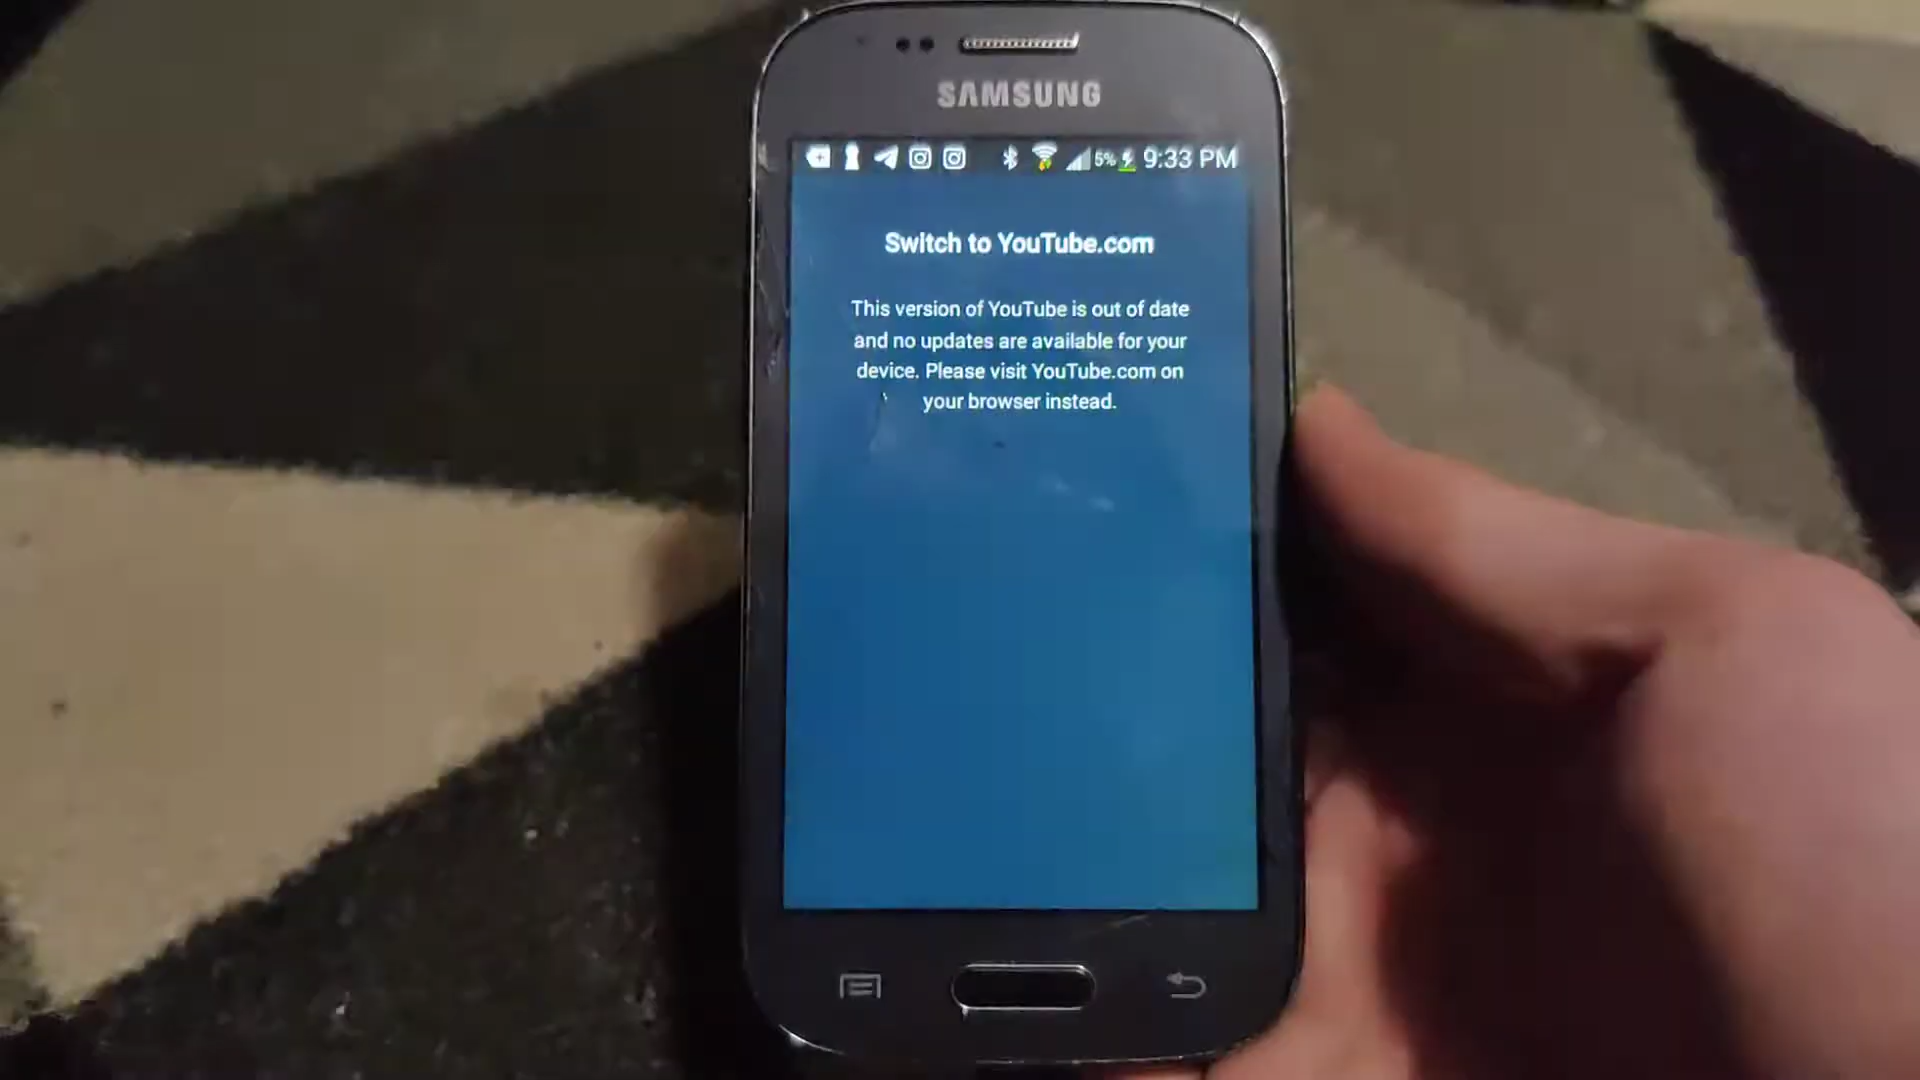 SAMSUNG
5% 9:33 PM
Switch to YouTube.com
This version of YouTube is out of date
and no updates are available for your
device. Please visit YouTube.com on
your browser instead.